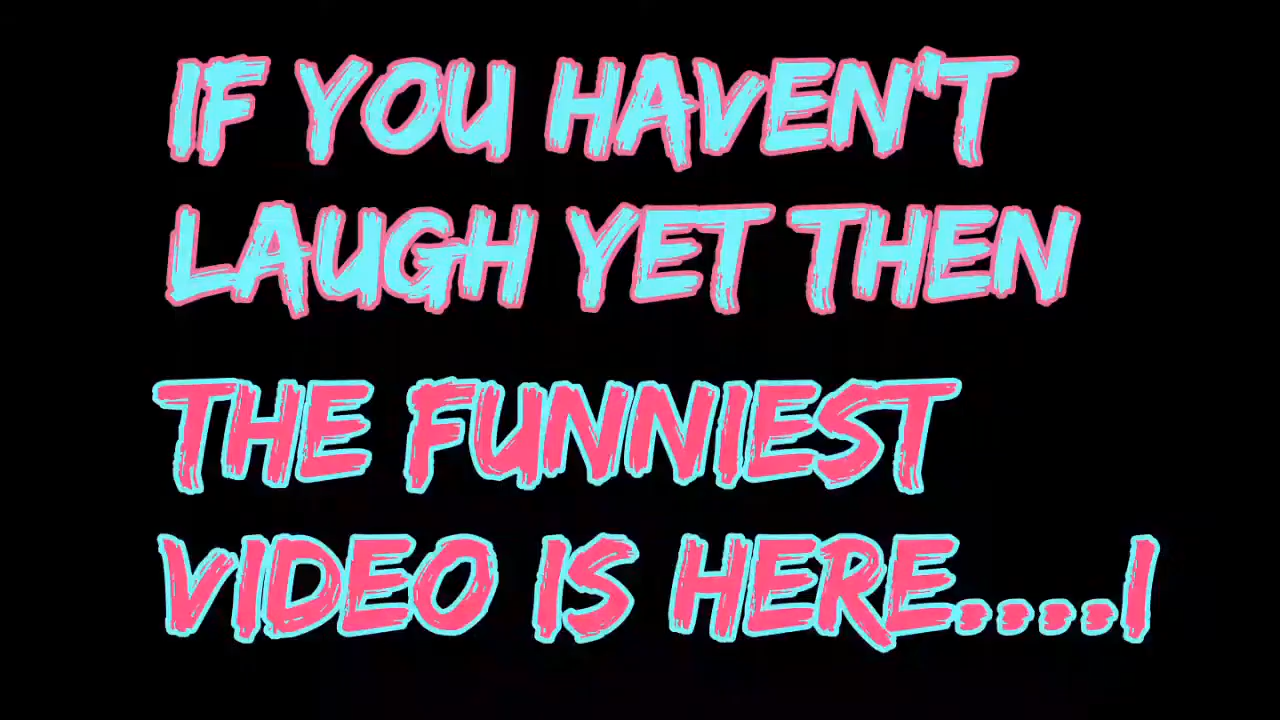 IF YOU HAVEN'T
LAUGH YET THEN
THE FUNNIEST
VIDEO IS HERE....I